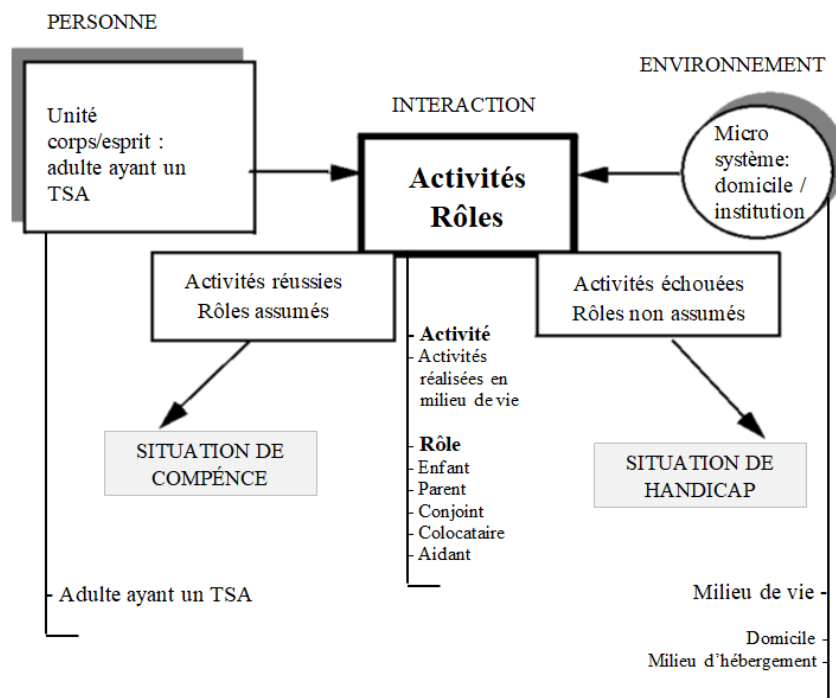 PERSONNE
ENVIRONNEMENT
INTERACTION
Unité
corps/esprit :
adulte ayant un
TSA
Activités
Rôles
Micro
système:
domicile /
institution
Activités réussies
Rôles assumés
Activités échouées
Rôles non assumés
- Activité
- Activités
réalisées en
milieu de vie
- Rôle
- Enfant
- Parent
- Conjoint
- Colocataire
- Aidant
SITUATION DE
COMPÉNCE
SITUATION DE
HANDICAP
- Adulte ayant un TSA
Milieu de vie -
Domicile -
Milieu d’hébergement -